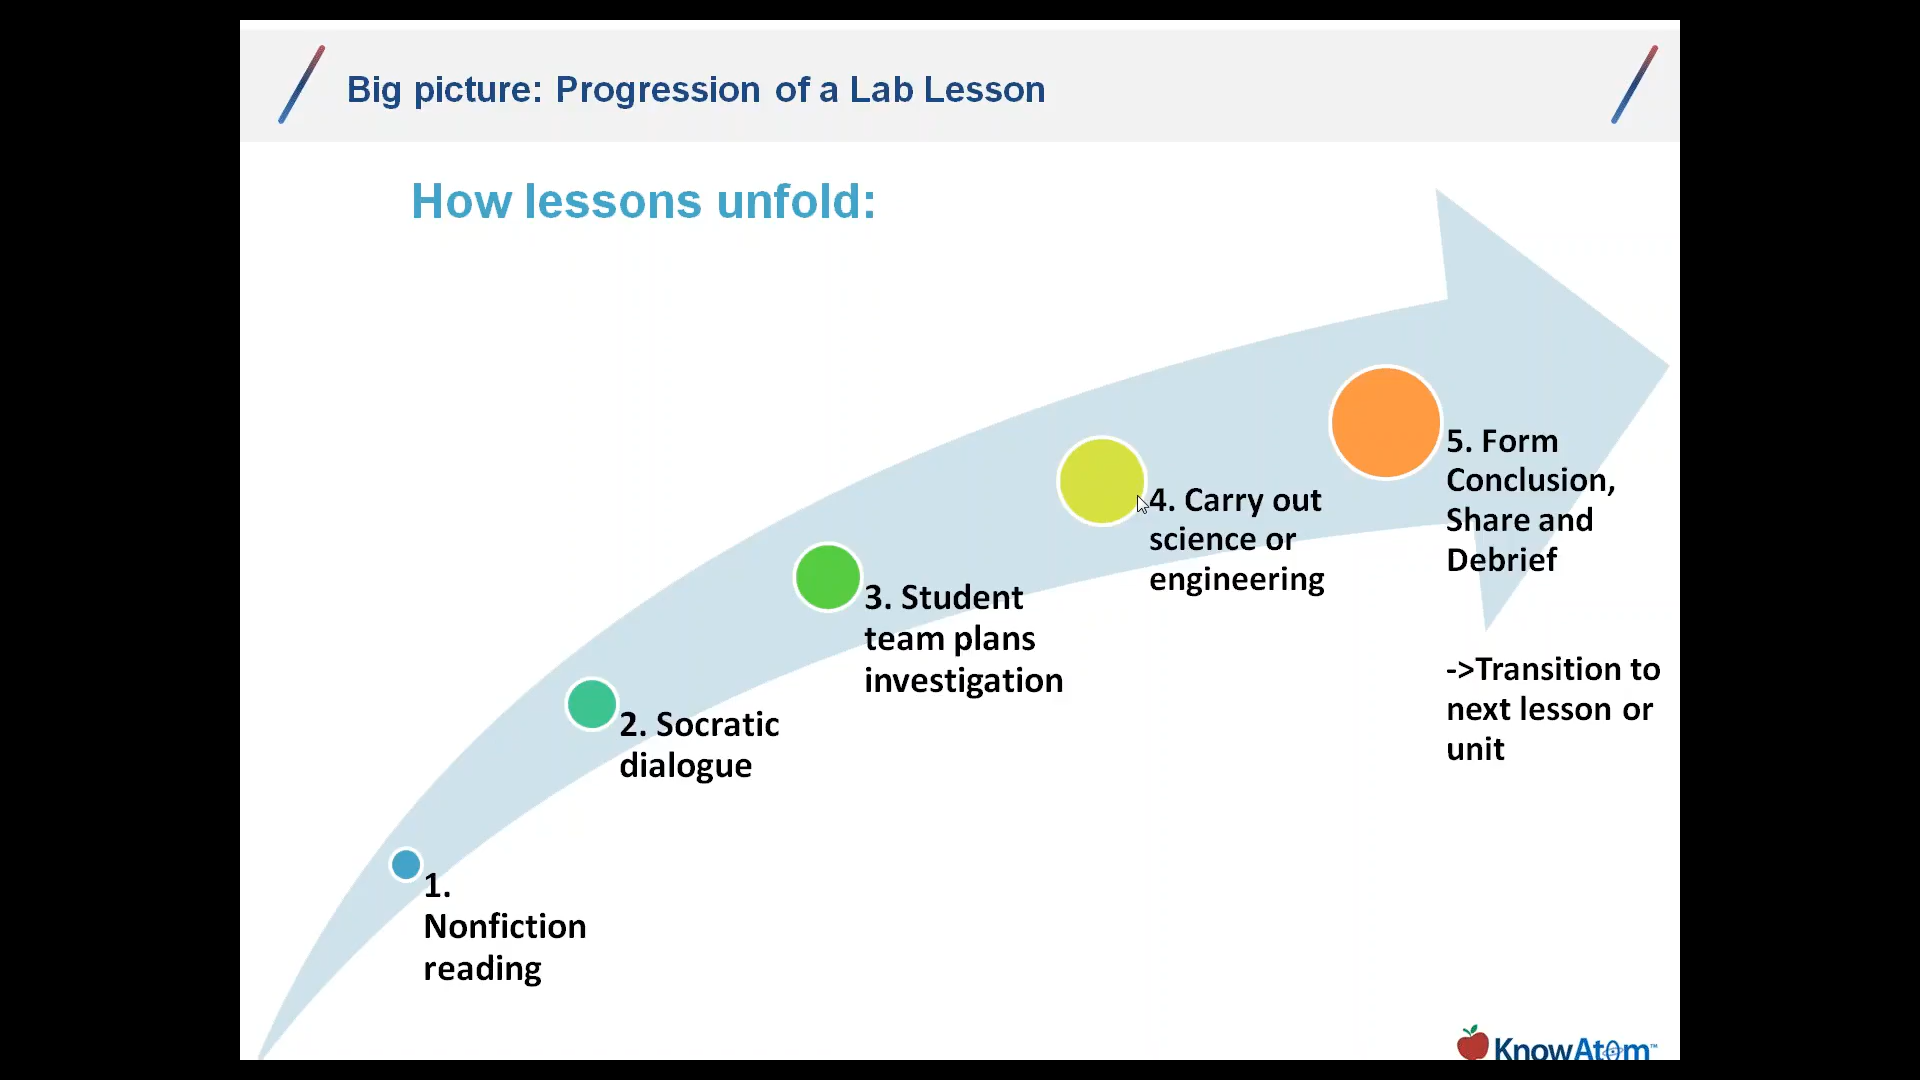 Big picture: Progression of a Lab Lesson
How lessons unfold:
1.
Nonfiction
reading
2. Socratic
dialogue
3. Student
team plans
investigation
4. Carry out
science or
engineering
5. Form
Conclusion,
Share and
Debrief
->Transition to
next lesson or
unit
KnowAtom™